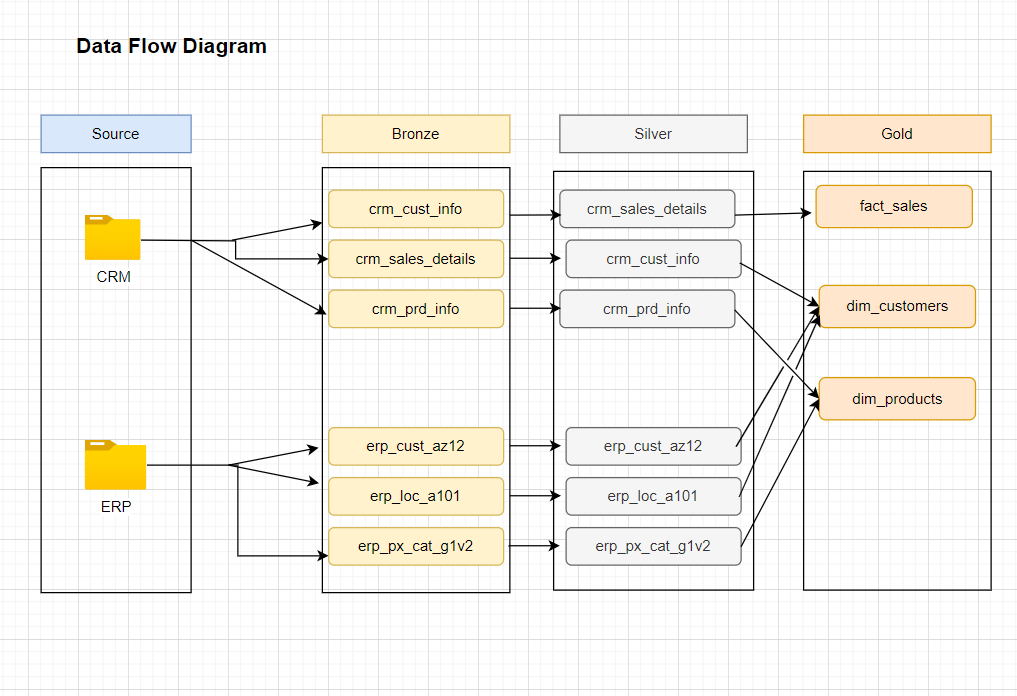 Data Flow Diagram
Source
Bronze
Silver
Gold
CRM
ERP
crm_cust_info
crm_sales_details
crm_prd_info
erp_cust_az12
erp_loc_a101
erp_px_cat_g1v2
crm_sales_details
crm_cust_info
crm_prd_info
erp_cust_az12
erp_loc_a101
erp_px_cat_g1v2
fact_sales
dim_customers
dim_products